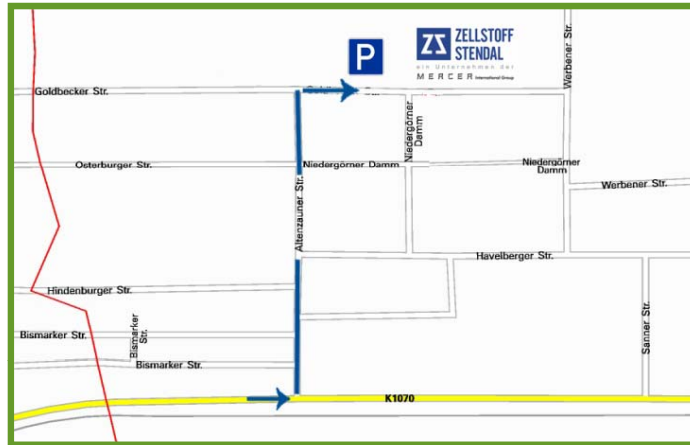 P
ZS ZELLSTOFF
STENDAL
ein Unternehmen der
MERCER International Group
Werbener Str.
Goldbecker Str.
Niedergörner
Damm
Osterburger Str.
Niedergörner Damm
Niedergörner
Damm
Werbener Str.
Altenzauner Str.
Havelberger Str.
Hindenburger Str.
Bismarker Str.
Bismarker
Str.
Bismarker Str.
Sanner Str.
K1070